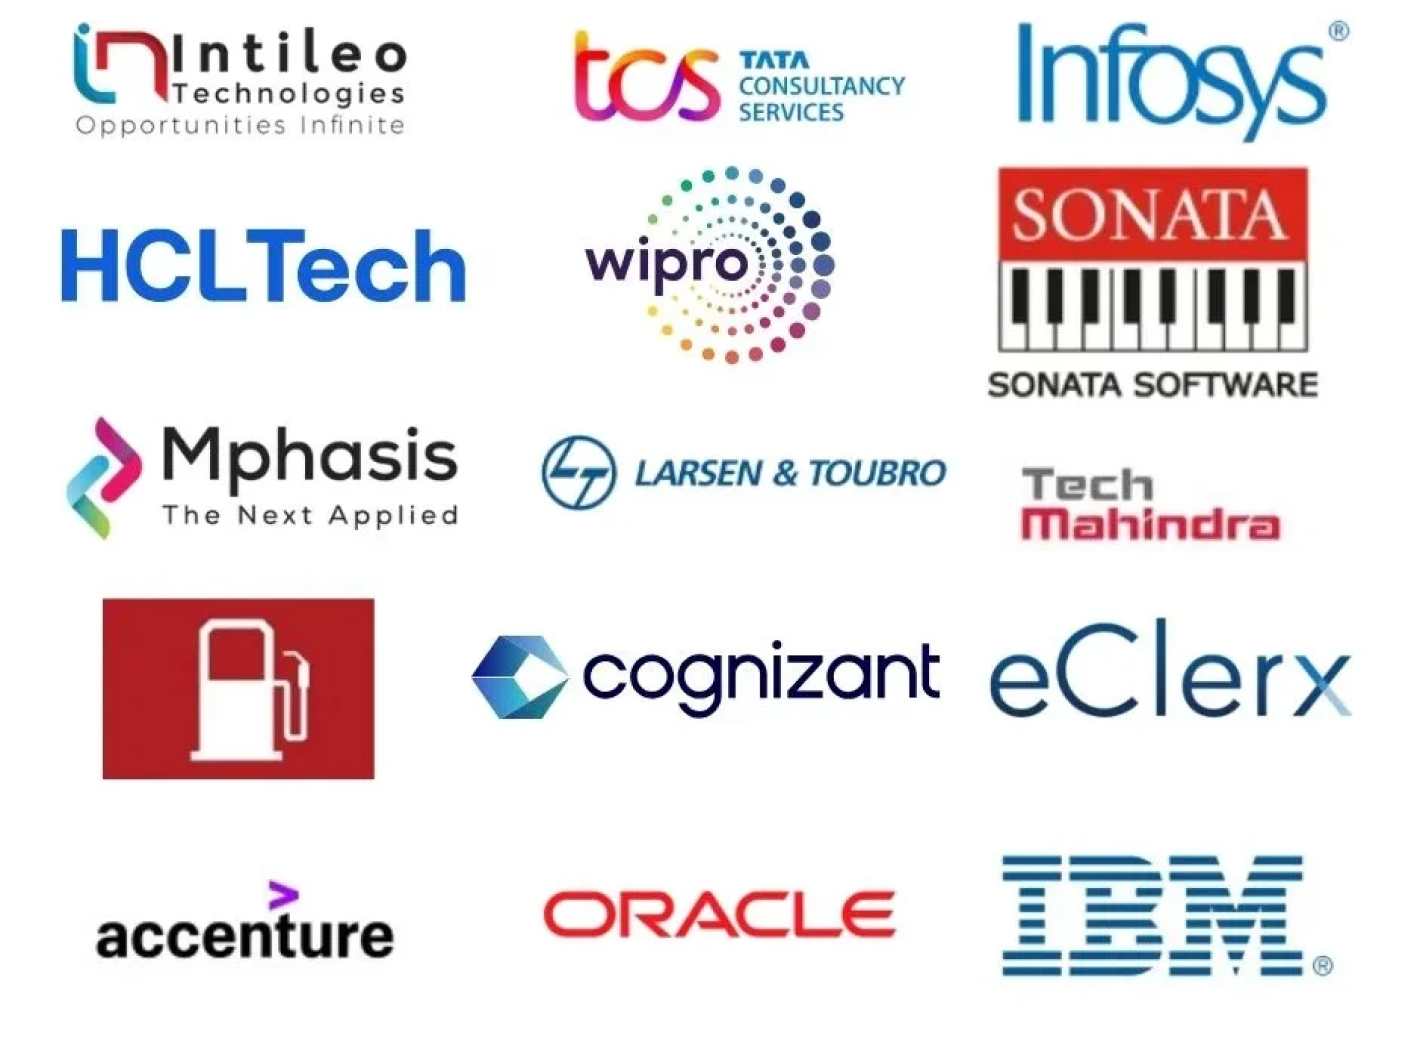 Intileo
Technologies
Opportunities Infinite
tcs TATA
CONSULTANCY
SERVICES
Infosys®
HCLTech
wipro
SONATA
SONATA SOFTWARE
Mphasis
The Next Applied
LT LARSEN & TOUBRO
Tech
Mahindra
cognizant
eClerx
>
accenture
ORACLE
IBM®